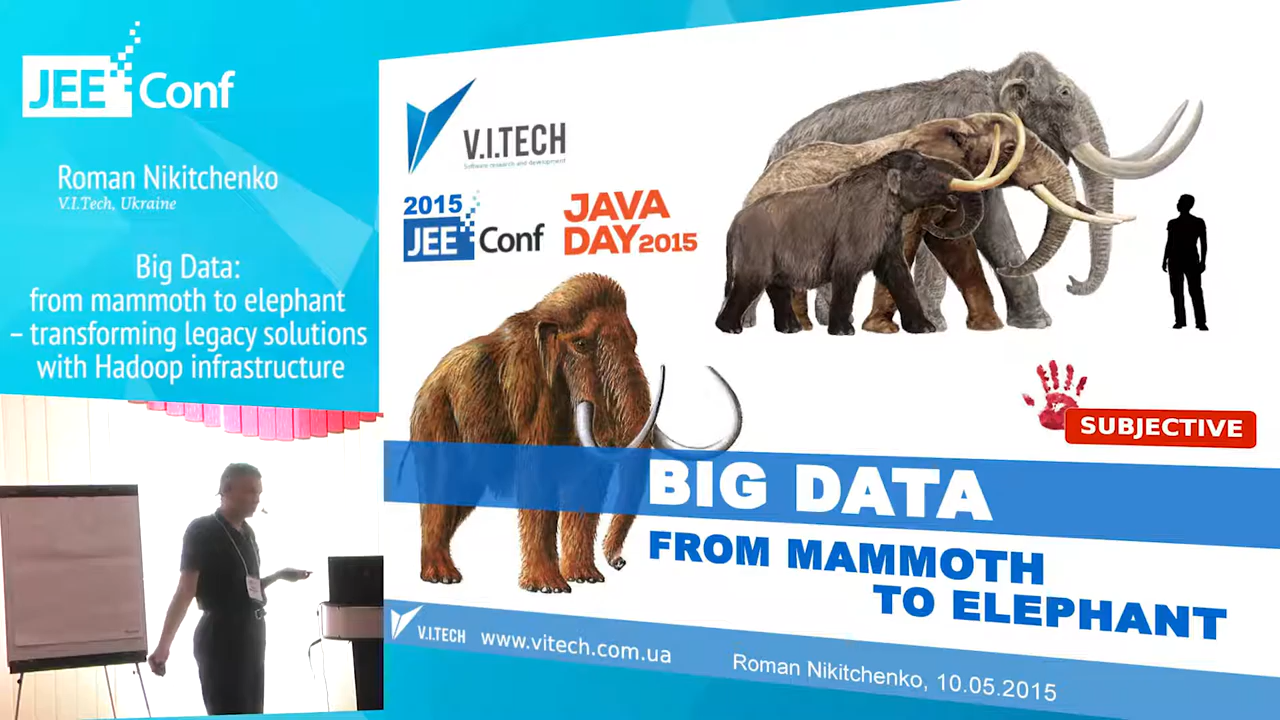 JEE Conf
Roman Nikitchenko
V.I.Tech, Ukraine
Big Data:
from mammoth to elephant
– transforming legacy solutions
with Hadoop infrastructure
V.I.TECH
Software research and development
2015
JEE Conf
JAVA
DAY2015
SUBJECTIVE
BIG DATA
FROM MAMMOTH
TO ELEPHANT
V.I.TECH
www.vitech.com.ua
Roman Nikitchenko, 10.05.2015